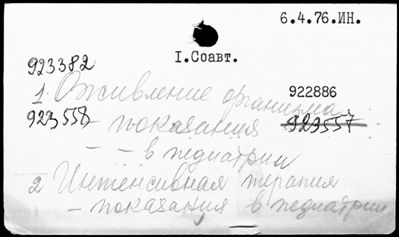 6.4.76.ИН.
I.Соавт.
923382
922886
1. Оживление организма
923558 - показания 923557
- - в педиатрии
2 Интенсивная терапия
- показания в педиатрии